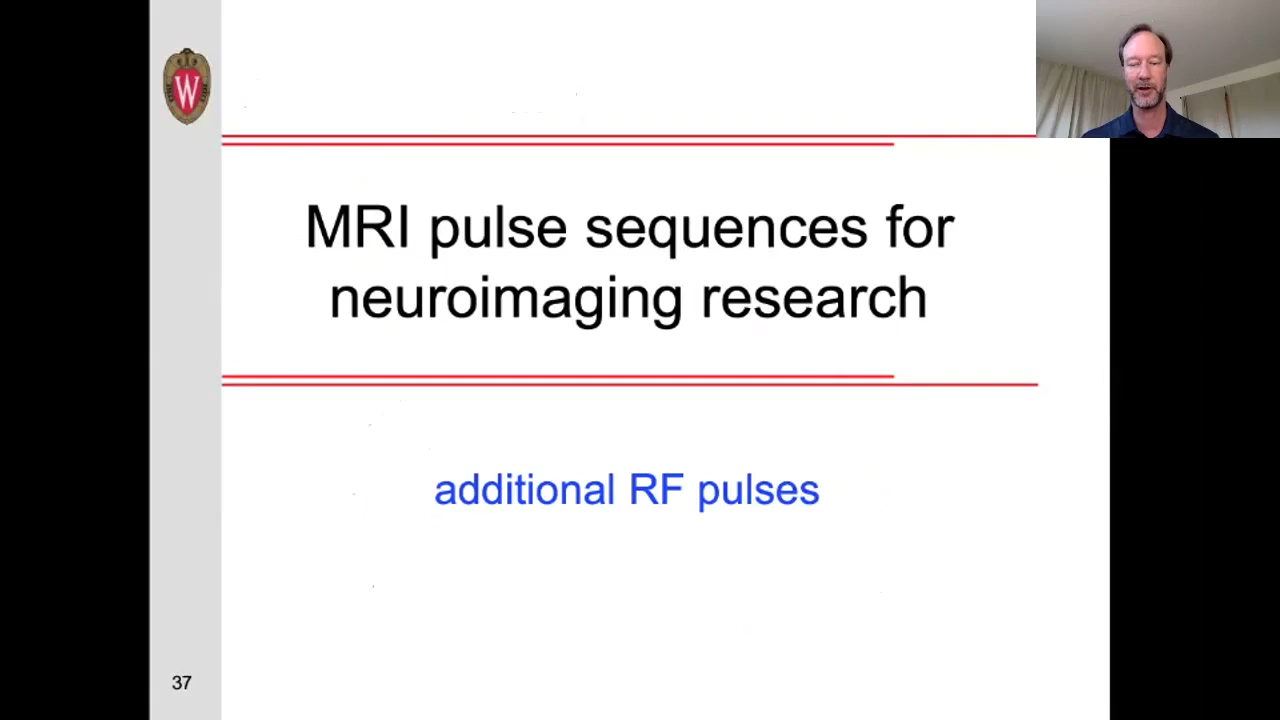 W
MRI pulse sequences for
neuroimaging research
additional RF pulses
37